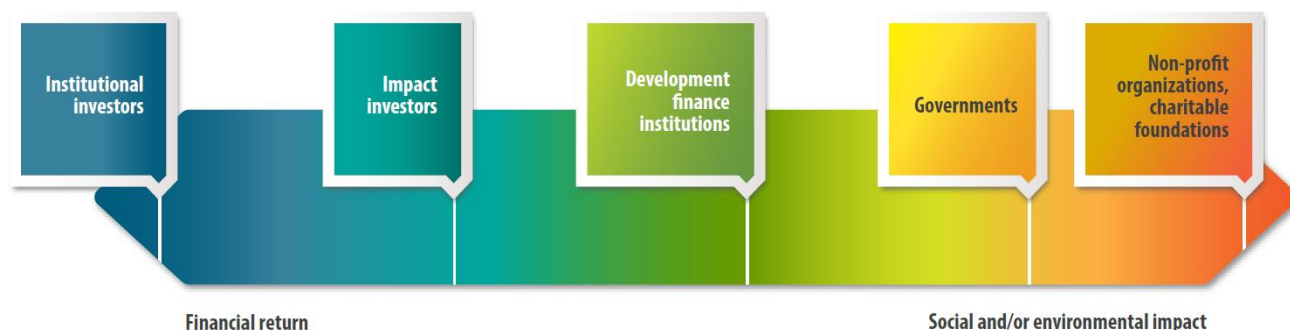 Institutional
investors
Impact
investors
Development
finance
institutions
Governments
Non-profit
organizations,
charitable
foundations
Financial return
Social and/or environmental impact